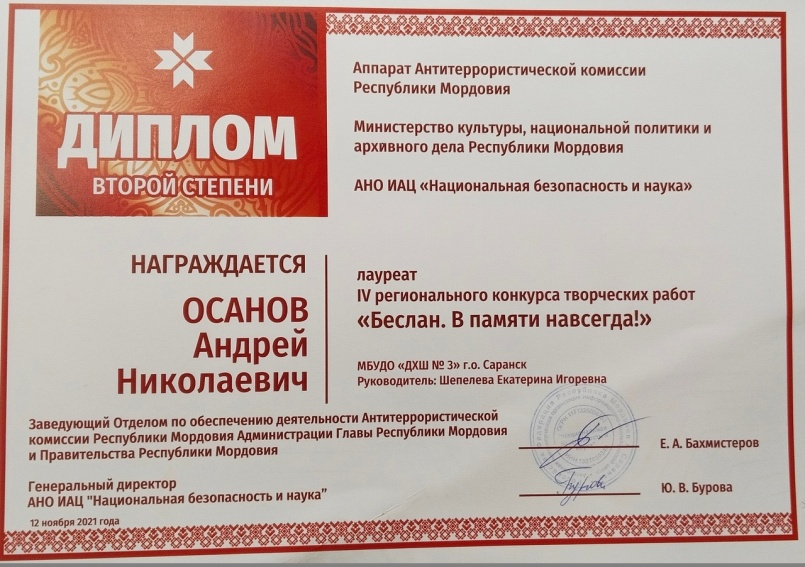 ДИПЛОМ
ВТОРОЙ СТЕПЕНИ
Аппарат Антитеррористической комиссии
Республики Мордовия
Министерство культуры, национальной политики и
архивного дела Республики Мордовия
АНО ИАЦ «Национальная безопасность и наука»
НАГРАЖДАЕТСЯ
ОСАНОВ
Андрей
Николаевич
лауреат
IV регионального конкурса творческих работ
«Беслан. В памяти навсегда!»
МБУДО «ДХШ № 3» г.о. Саранск
Руководитель: Шепелева Екатерина Игоревна
Заведующий Отделом по обеспечению деятельности Антитеррористической
комиссии Республики Мордовия Администрации Главы Республики Мордовия
и Правительства Республики Мордовия
Е. А. Бахмистеров
Генеральный директор
АНО ИАЦ "Национальная безопасность и наука"
Ю. В. Бурова
12 ноября 2021 года